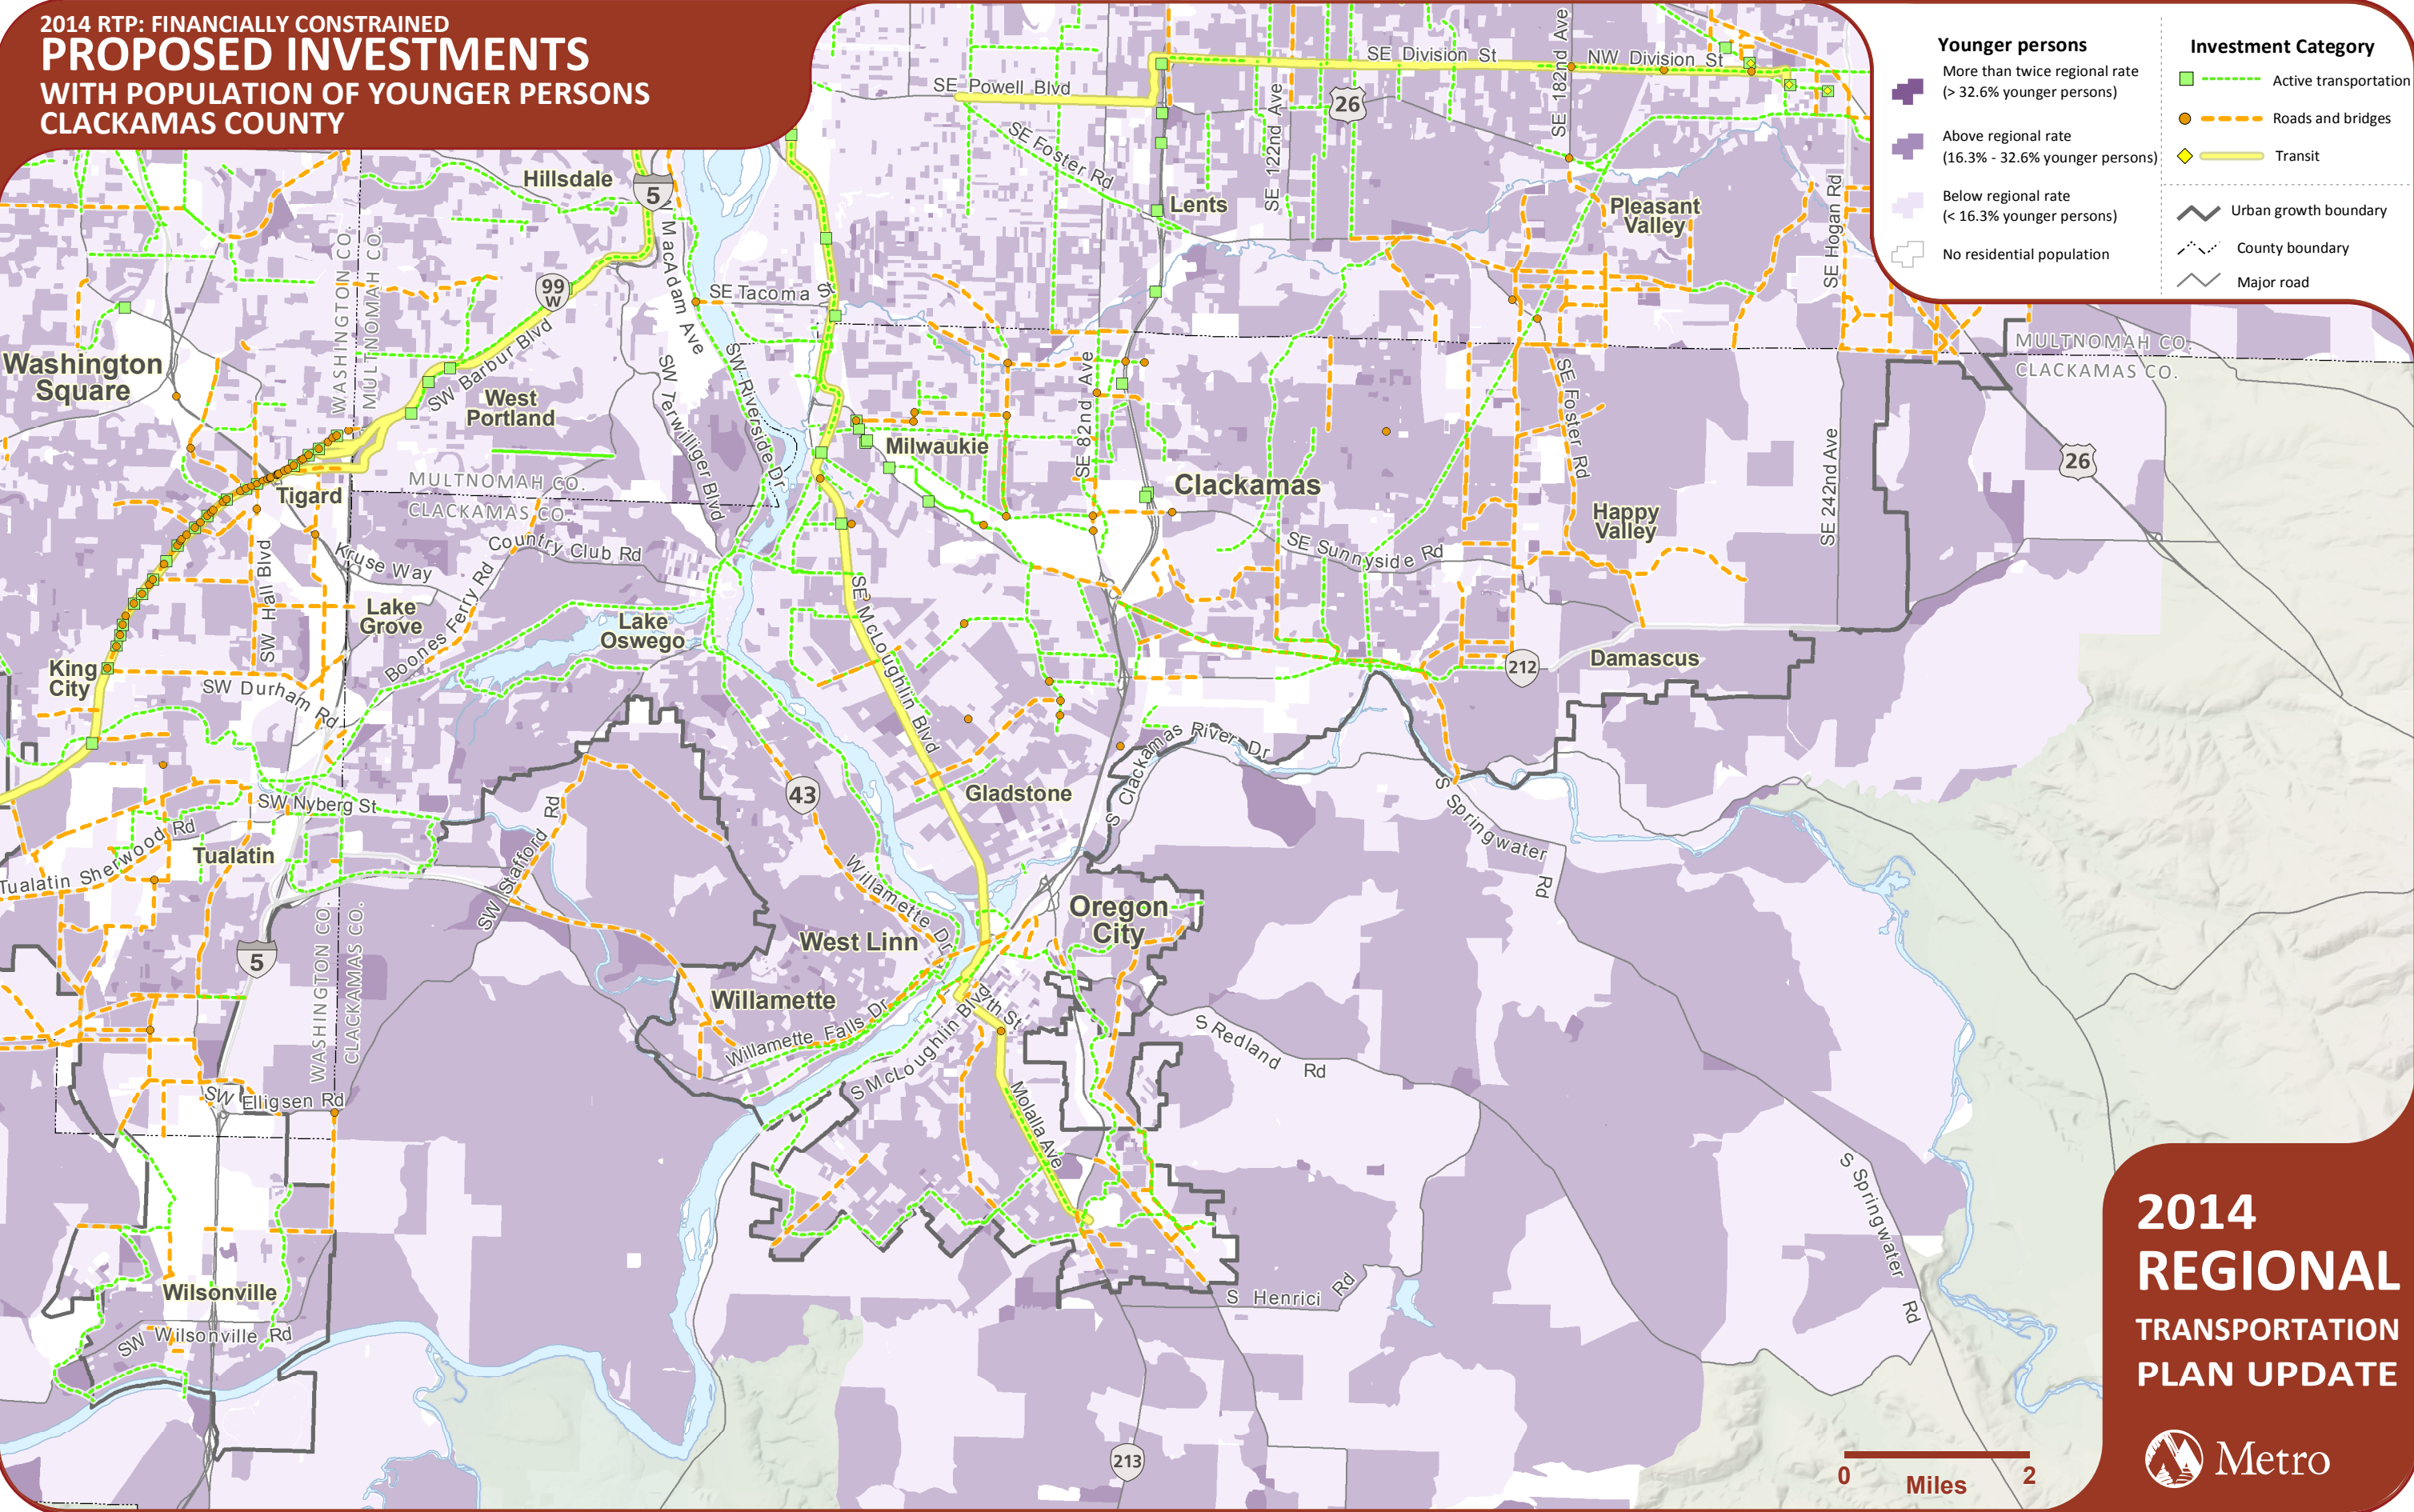 2014 RTP: FINANCIALLY CONSTRAINED
PROPOSED INVESTMENTS
WITH POPULATION OF YOUNGER PERSONS
CLACKAMAS COUNTY
Younger persons
More than twice regional rate
(> 32.6% younger persons)
Above regional rate
(16.3% - 32.6% younger persons)
Below regional rate
(< 16.3% younger persons)
No residential population
Investment Category
Active transportation
Roads and bridges
Transit
Urban growth boundary
County boundary
Major road
SE Division St
NW Division St
SE Powell Blvd
26
SE 182nd Ave
SE 122nd Ave
SE Foster Rd
Hillsdale
5
Lents
Pleasant
Valley
SE Hogan Rd
WASHINGTON CO.
MULTNOMAH CO.
MacAdam Ave
99
W
SE Tacoma St
SW Barbur Blvd
Washington
Square
MULTNOMAH CO.
CLACKAMAS CO.
West
Portland
SW Terwilliger Blvd
SW Riverside Dr
SE 82nd Ave
SE Foster Rd
Milwaukie
Clackamas
SE 242nd Ave
26
Tigard
MULTNOMAH CO.
CLACKAMAS CO.
Happy
Valley
Kruse Way
Country Club Rd
SE Sunnyside Rd
SW Hall Blvd
Lake
Grove
Boones Ferry Rd
Lake
Oswego
SE McLoughlin Blvd
King
City
SW Durham Rd
212
Damascus
S Clackamas River Dr
43
Gladstone
S Springwater Rd
SW Nyberg St
SW Stafford Rd
Tualatin
Tualatin Sherwood Rd
Willamette Dr
Oregon
City
West Linn
5
WASHINGTON CO.
CLACKAMAS CO.
Willamette
Willamette Falls Dr
S McLoughlin Blvd
7th St
S Redland Rd
SW Elligsen Rd
Molalla Ave
S Springwater Rd
Wilsonville
SW Wilsonville Rd
S Henrici Rd
213
0 2
Miles
2014
REGIONAL
TRANSPORTATION
PLAN UPDATE
Metro